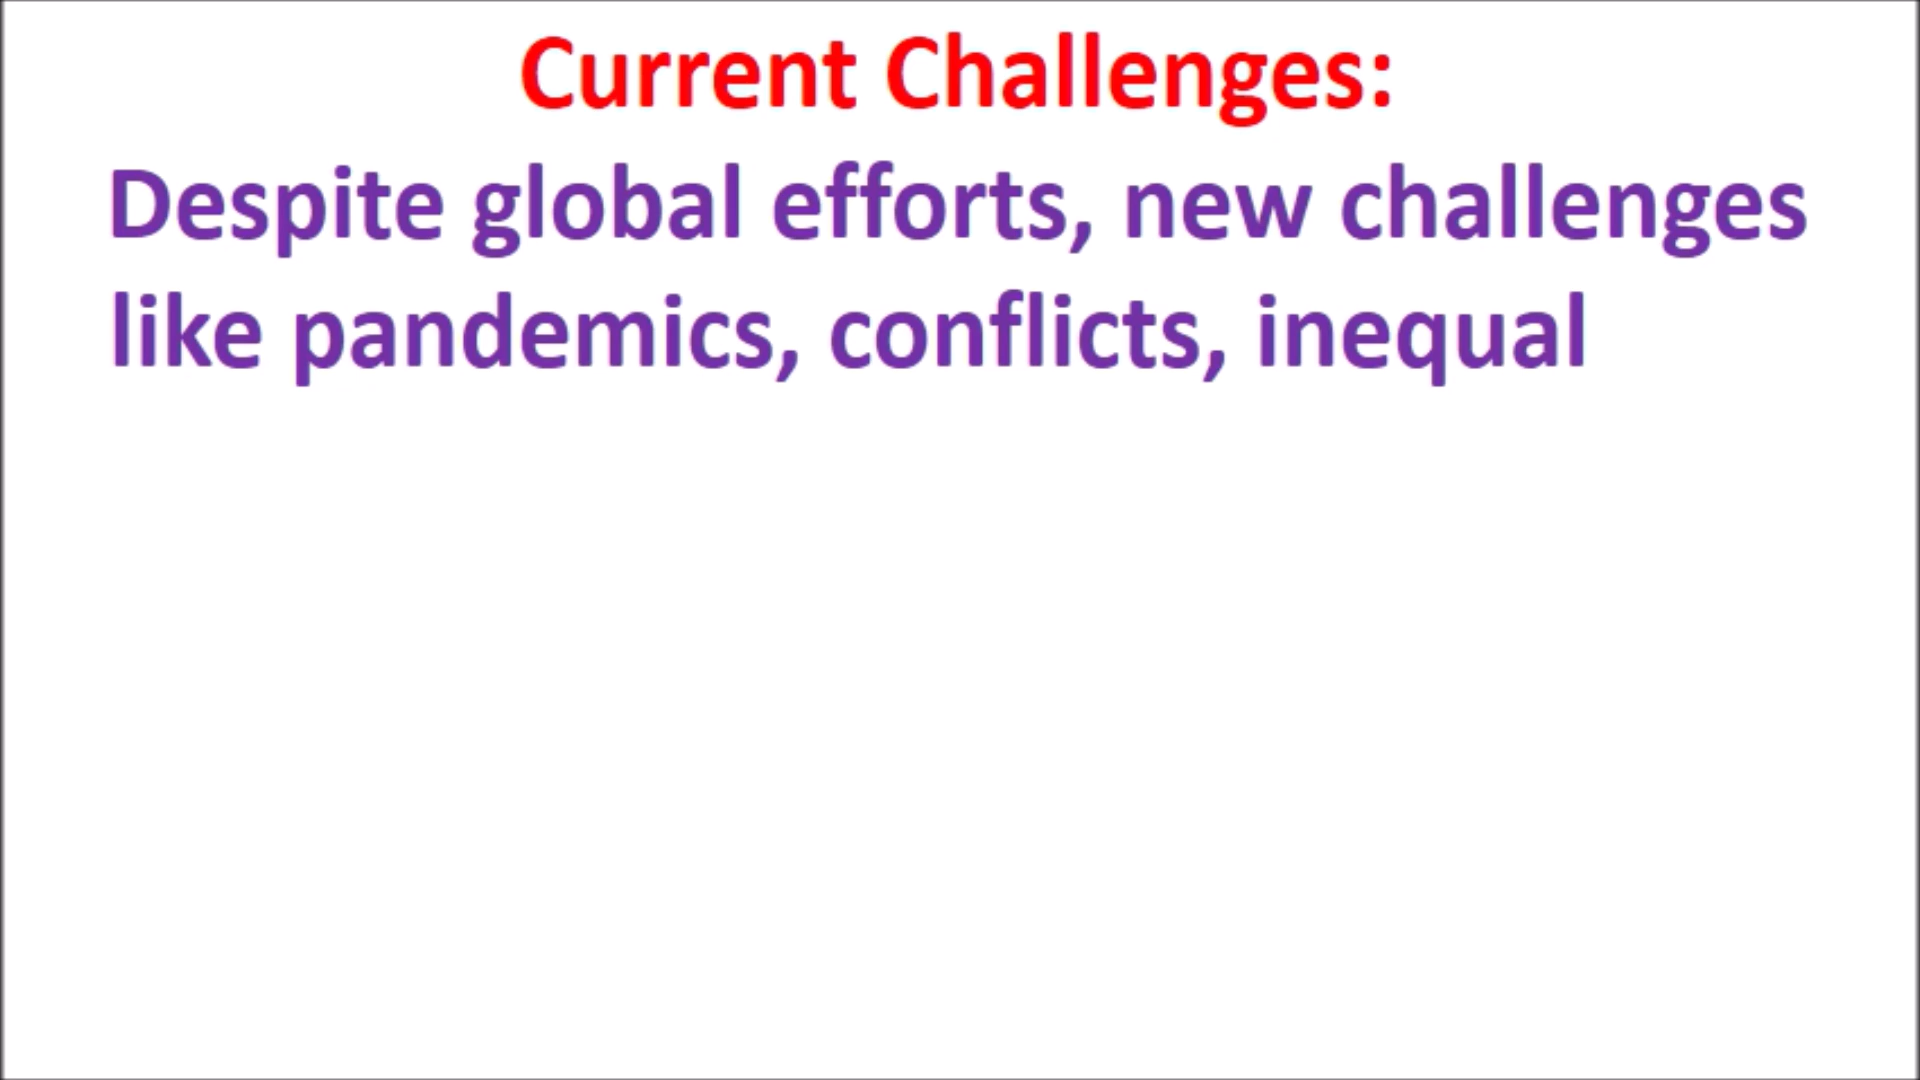 Current Challenges:
Despite global efforts, new challenges
like pandemics, conflicts, inequal